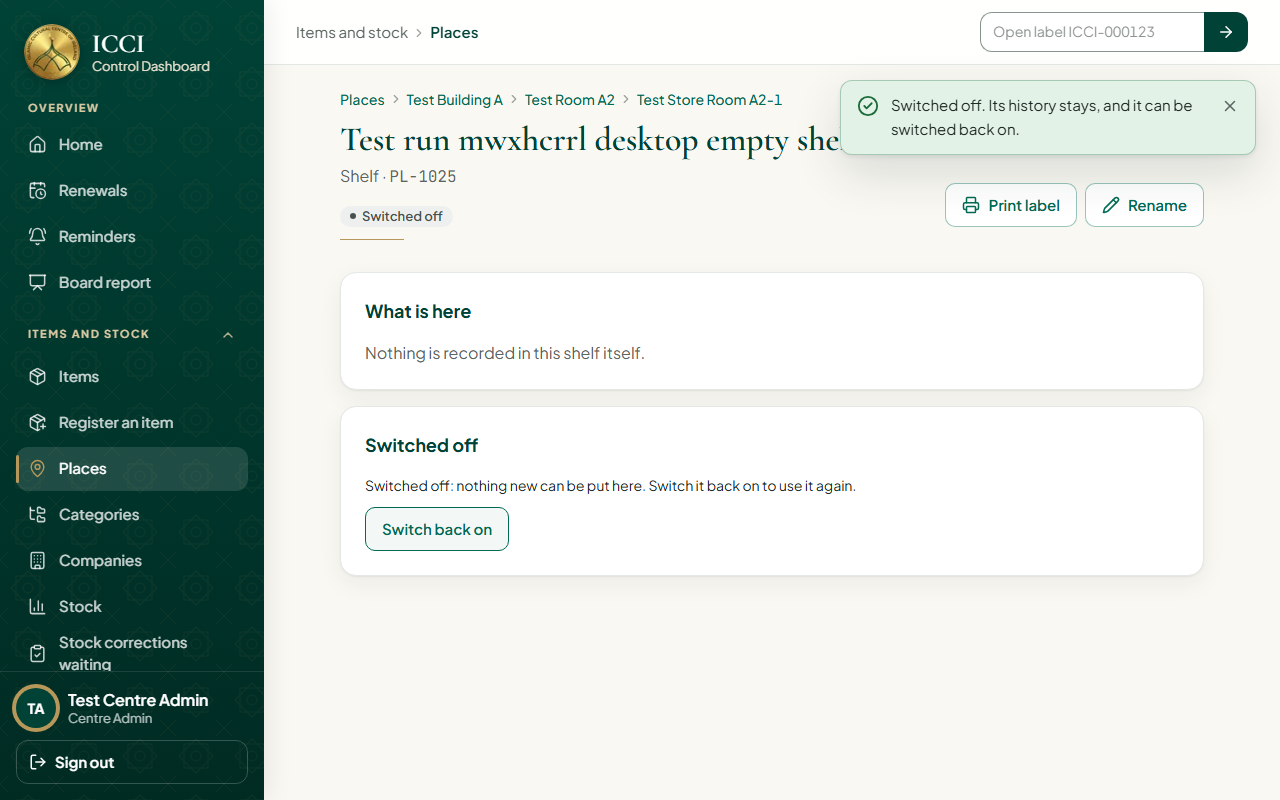 ICCI
Control Dashboard
OVERVIEW
Home
Renewals
Reminders
Board report
ITEMS AND STOCK
Items
Register an item
Places
Categories
Companies
Stock
Stock corrections
waiting
TA
Test Centre Admin
Centre Admin
Sign out
Items and stock > Places
Open label ICCI-000123
Places > Test Building A > Test Room A2 > Test Store Room A2-1
Switched off. Its history stays, and it can be
switched back on.
Test run mwxhcrrl desktop empty
Shelf · PL-1025
Switched off
Print label
Rename
What is here
Nothing is recorded in this shelf itself.
Switched off
Switched off: nothing new can be put here. Switch it back on to use it again.
Switch back on